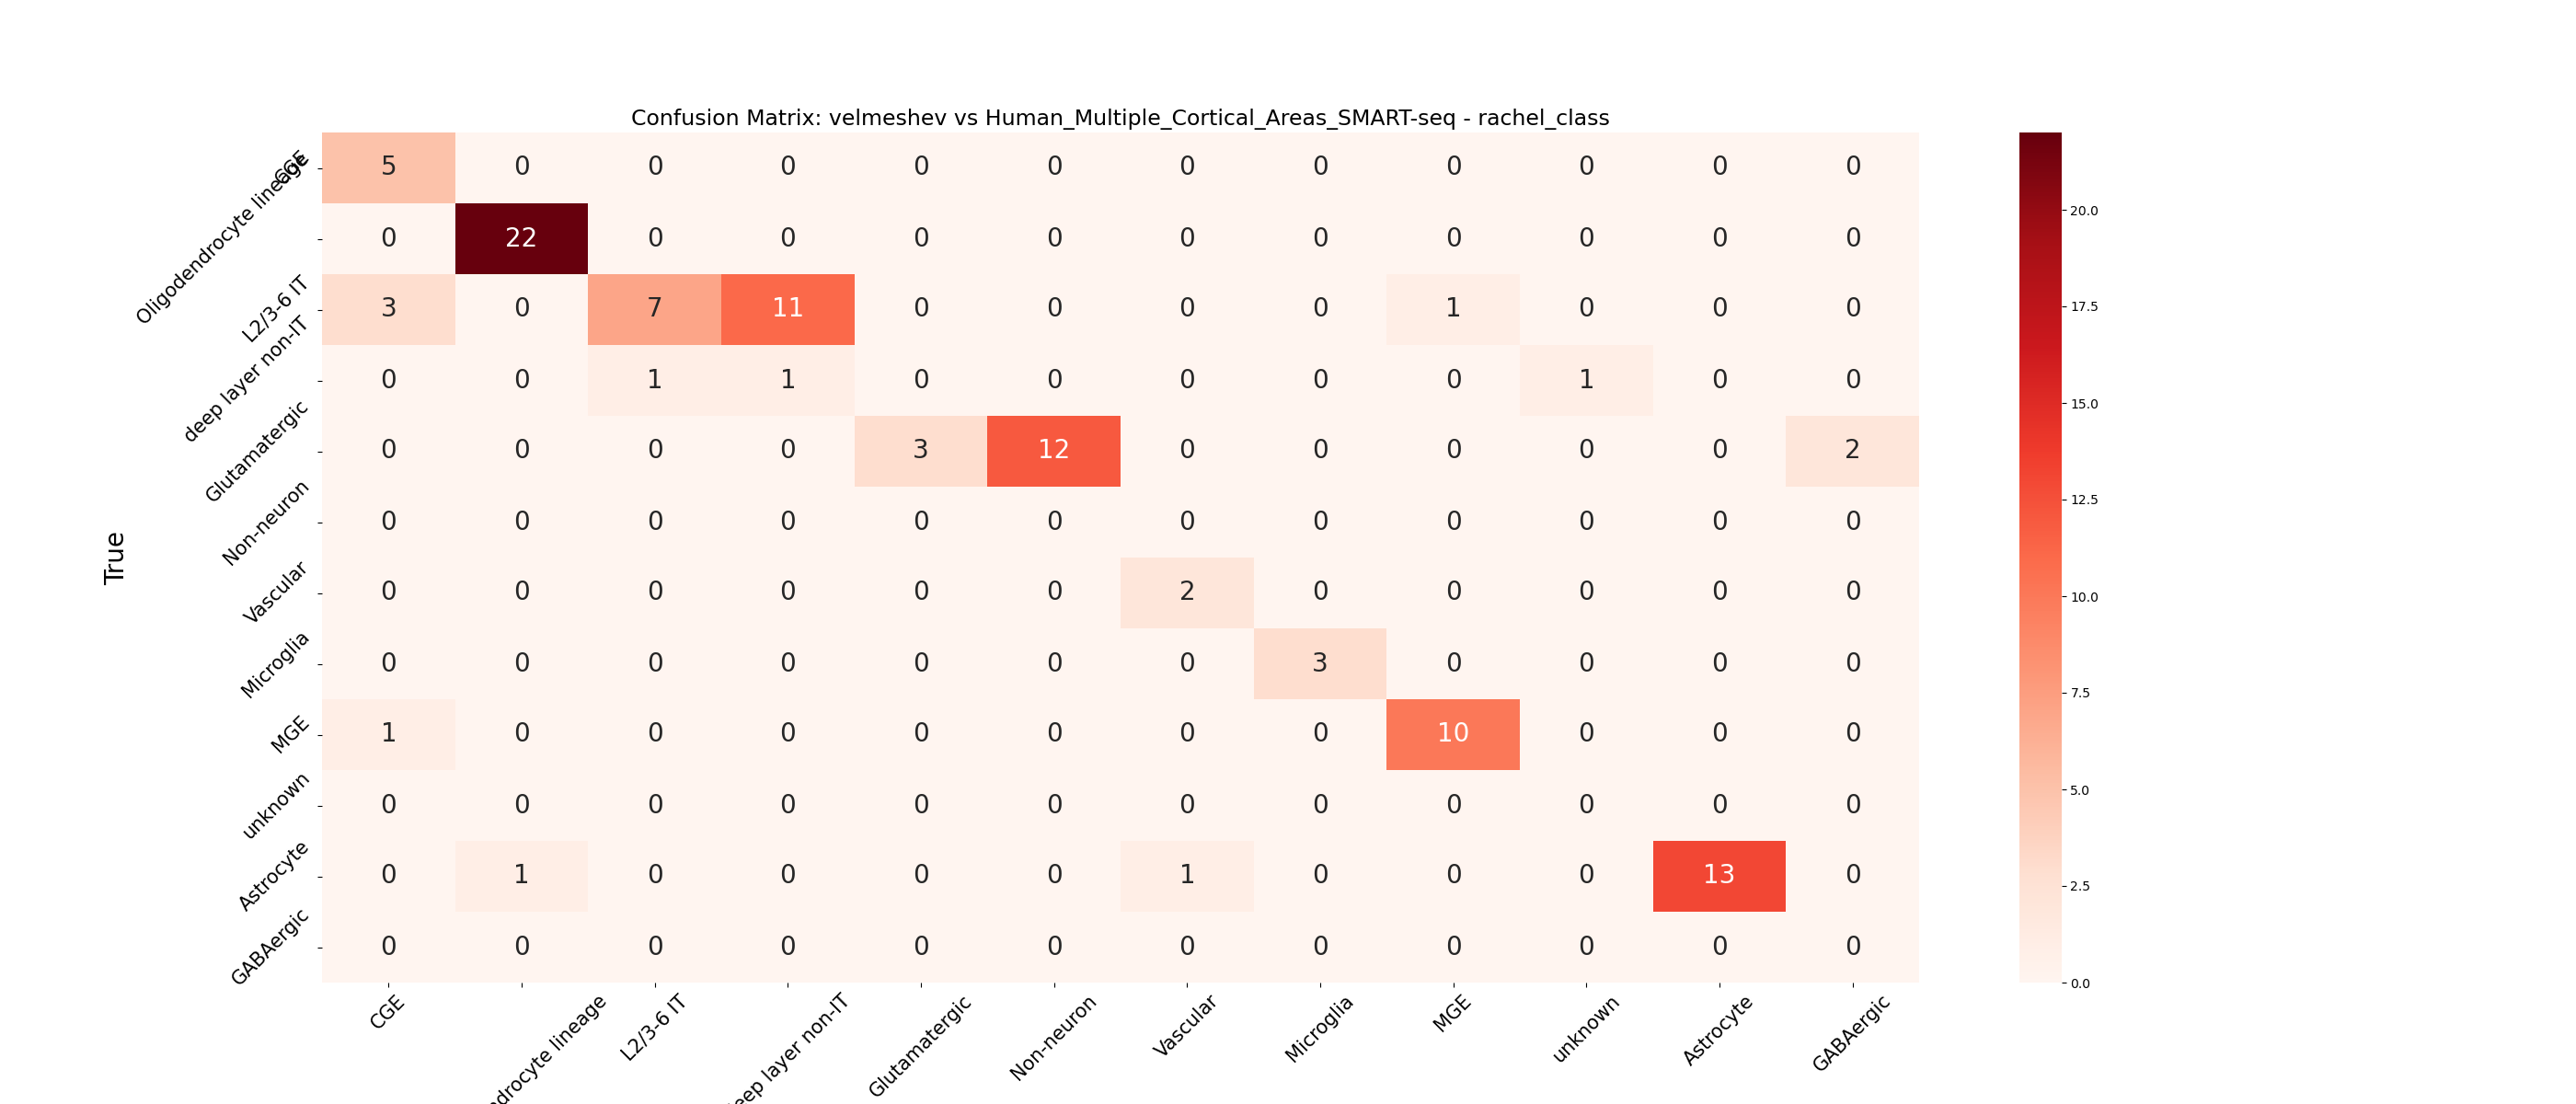 Confusion Matrix: velmeshev vs Human_Multiple_Cortical_Areas_SMART-seq - rachel_class
CGE 5 0 0 0 0 0 0 0 0 0 0 0
Oligodendrocyte lineage 0 22 0 0 0 0 0 0 0 0 0 0
L2/3-6 IT 3 0 7 11 0 0 0 0 1 0 0 0
deep layer non-IT 0 0 1 1 0 0 0 0 0 1 0 0
Glutamatergic 0 0 0 0 3 12 0 0 0 0 0 2
Non-neuron 0 0 0 0 0 0 0 0 0 0 0 0
Vascular 0 0 0 0 0 0 2 0 0 0 0 0
Microglia 0 0 0 0 0 0 0 3 0 0 0 0
MGE 1 0 0 0 0 0 0 0 10 0 0 0
unknown 0 0 0 0 0 0 0 0 0 0 0 0
Astrocyte 0 1 0 0 0 0 1 0 0 0 13 0
GABAergic 0 0 0 0 0 0 0 0 0 0 0 0
True
CGE ndrocyte lineage L2/3-6 IT eep layer non-IT Glutamatergic Non-neuron Vascular Microglia MGE unknown Astrocyte GABAergic
20.0
17.5
15.0
12.5
10.0
7.5
5.0
2.5
0.0